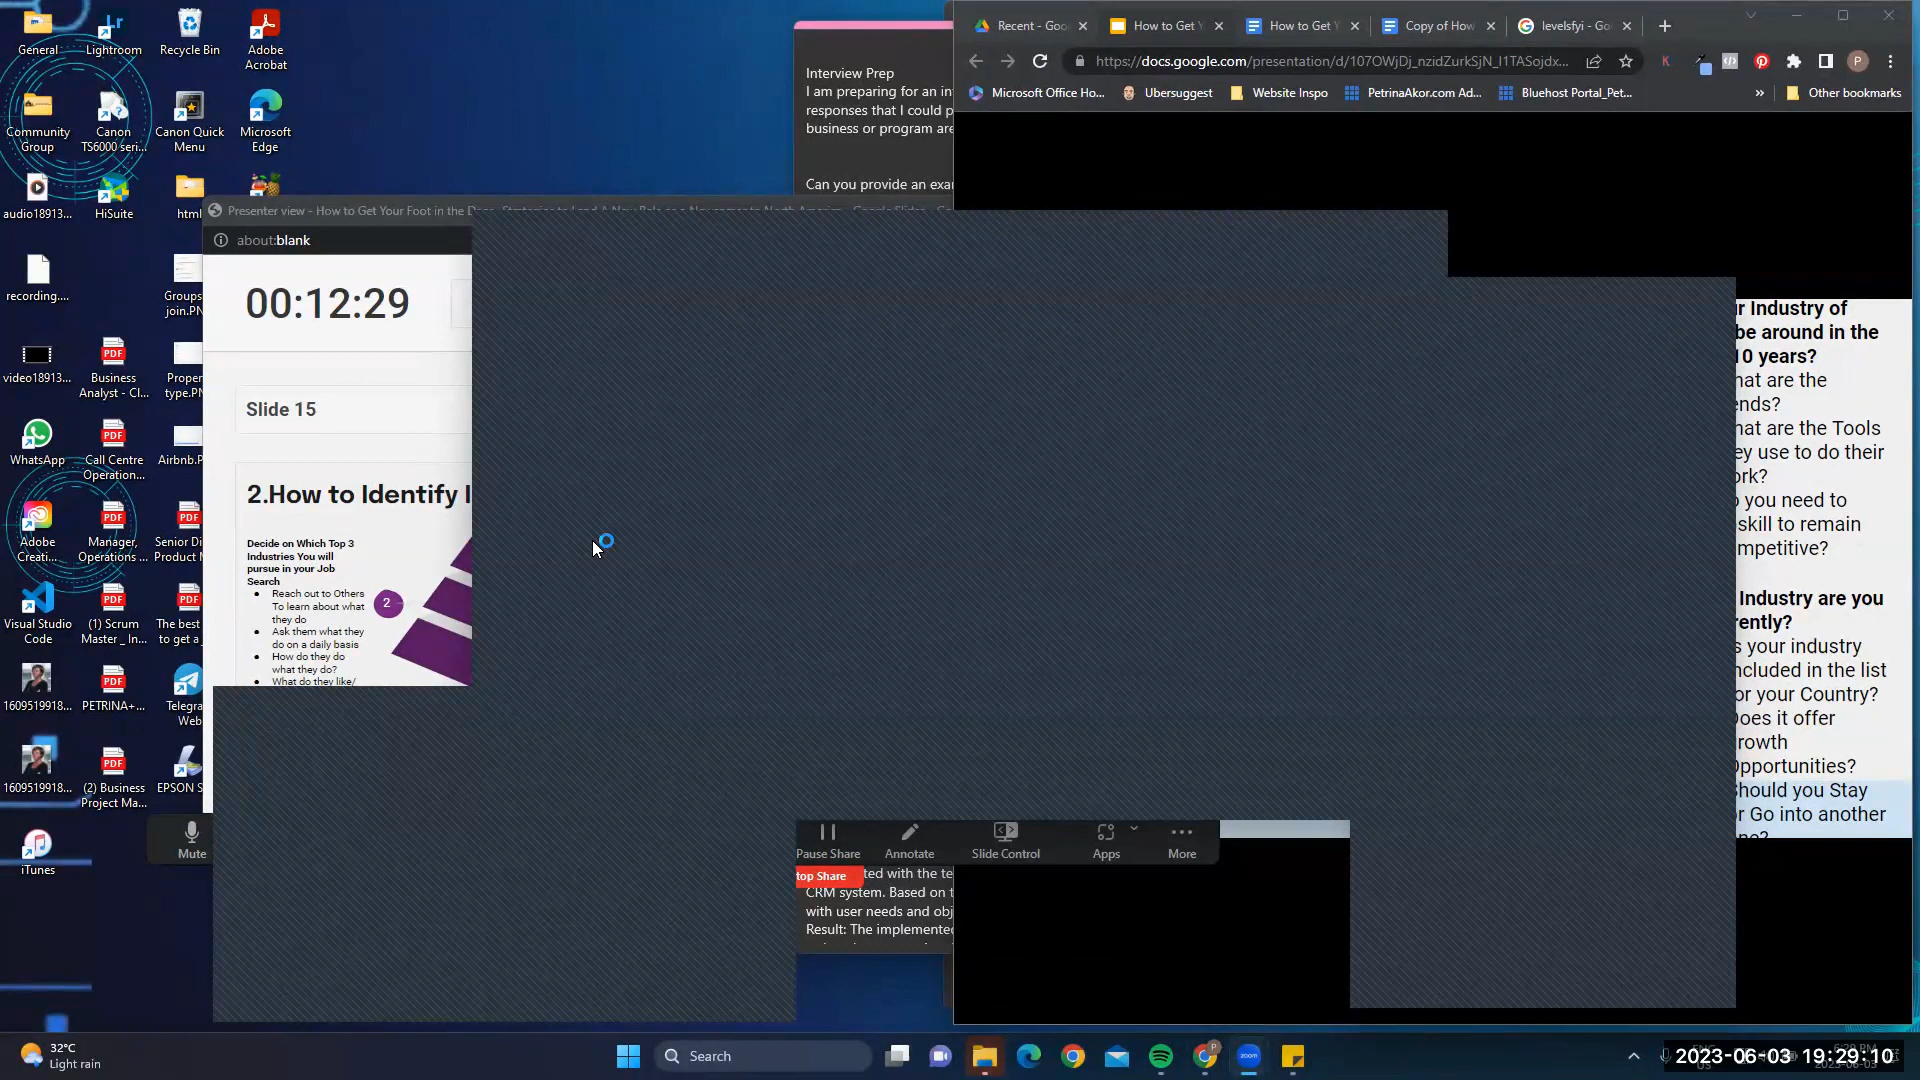 General
Lightroom
Recycle Bin
Adobe
Acrobat
Community
Group
Canon
TS6000 seri...
Canon Quick
Menu
Microsoft
Edge
audio18913...
HiSuite
html
recording....
Groups
join.PN
video18913...
Business
Analyst - Cl...
Proper
type.PN
WhatsApp
Call Centre
Operation...
Airbnb.P
Adobe
Creati...
Manager,
Operations ...
Senior Di
Product M
Visual Studio
Code
(1) Scrum
Master _ In...
The best
to get a
1609519918...
PETRINA+...
Telegra
Web
1609519918...
(2) Business
Project Ma...
EPSON S
iTunes
Interview Prep
I am preparing for an in
responses that I could p
business or program are
Can you provide an exa
Presenter view - How to Get Your Foot in the Door
about:blank
00:12:29
Slide 15
2.How to Identify I
Decide on Which Top 3
Industries You will
pursue in your Job
Search
Reach out to Others
To learn about what
they do
Ask them what they
do on a daily basis
How do they do
what they do?
What do they like/
2
Mute
Pause Share
Annotate
Slide Control
Apps
More
top Share
ted with the te
CRM system. Based on t
with user needs and obj
Result: The implemented
Recent - Goo
How to Get Y
How to Get Y
Copy of How
levelsfyi - Go
https://docs.google.com/presentation/d/107OWjDj_nzidZurkSjN_I1TASojdx...
P
Microsoft Office Ho...
Ubersuggest
Website Inspo
PetrinaAkor.com Ad...
Bluehost Portal_Pet...
»
Other bookmarks
r Industry of
be around in the
10 years?
hat are the
ends?
hat are the Tools
ey use to do their
ork?
you need to
skill to remain
mpetitive?
Industry are you
rently?
s your industry
ncluded in the list
or your Country?
Does it offer
rowth
Opportunities?
Should you Stay
or Go into another
32°C
Light rain
Search
zoom
2023-06-03 19:29:10